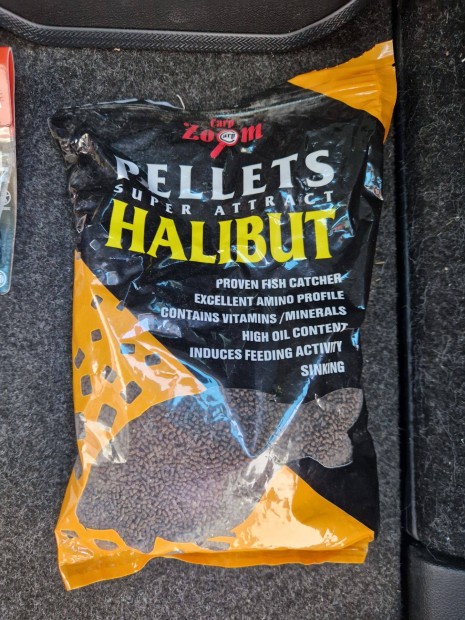 Carp
Zoom
PELLETS
SUPER ATTRACT
HALIBUT
PROVEN FISH CATCHER
EXCELLENT AMINO PROFILE
CONTAINS VITAMINS /MINERALS
HIGH OIL CONTENT
INDUCES FEEDING ACTIVITY
SINKING